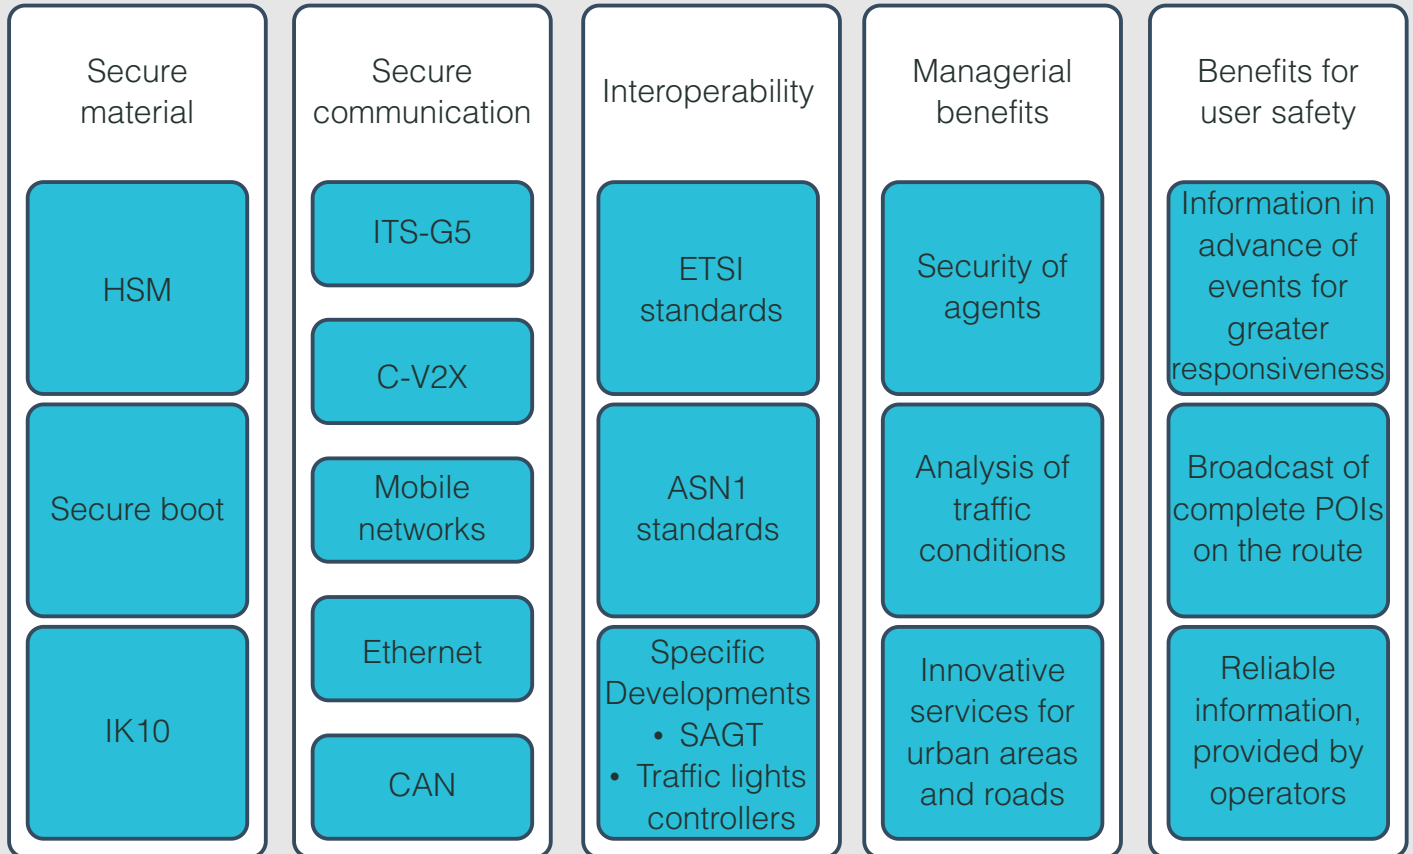 Secure
material
HSM
Secure boot
IK10
Secure
communication
ITS-G5
C-V2X
Mobile
networks
Ethernet
CAN
Interoperability
ETSI
standards
ASN1
standards
Specific
Developments
• SAGT
• Traffic lights
controllers
Managerial
benefits
Security of
agents
Analysis of
traffic
conditions
Innovative
services for
urban areas
and roads
Benefits for
user safety
Information in
advance of
events for
greater
responsiveness
Broadcast of
complete POIs
on the route
Reliable
information,
provided by
operators